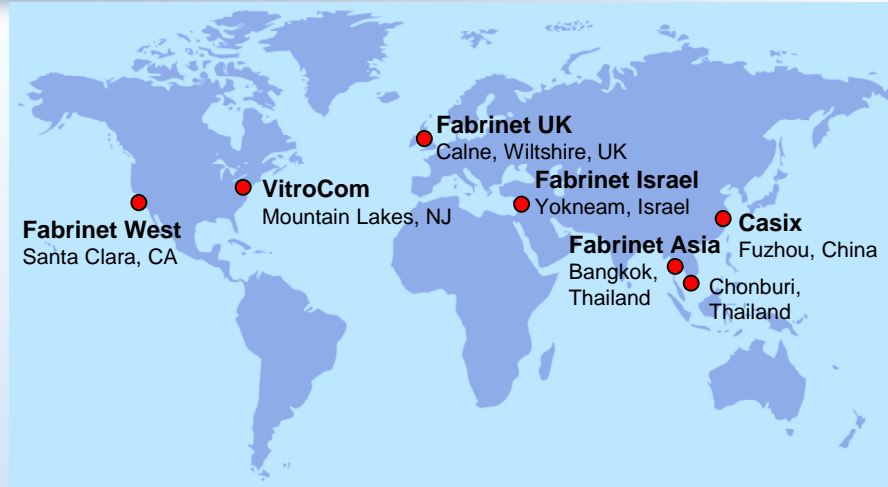 Fabrinet UK
Calne, Wiltshire, UK
VitroCom
Mountain Lakes, NJ
Fabrinet Israel
Yokneam, Israel
Fabrinet West
Santa Clara, CA
Casix
Fuzhou, China
Fabrinet Asia
Bangkok,
Thailand
Chonburi,
Thailand